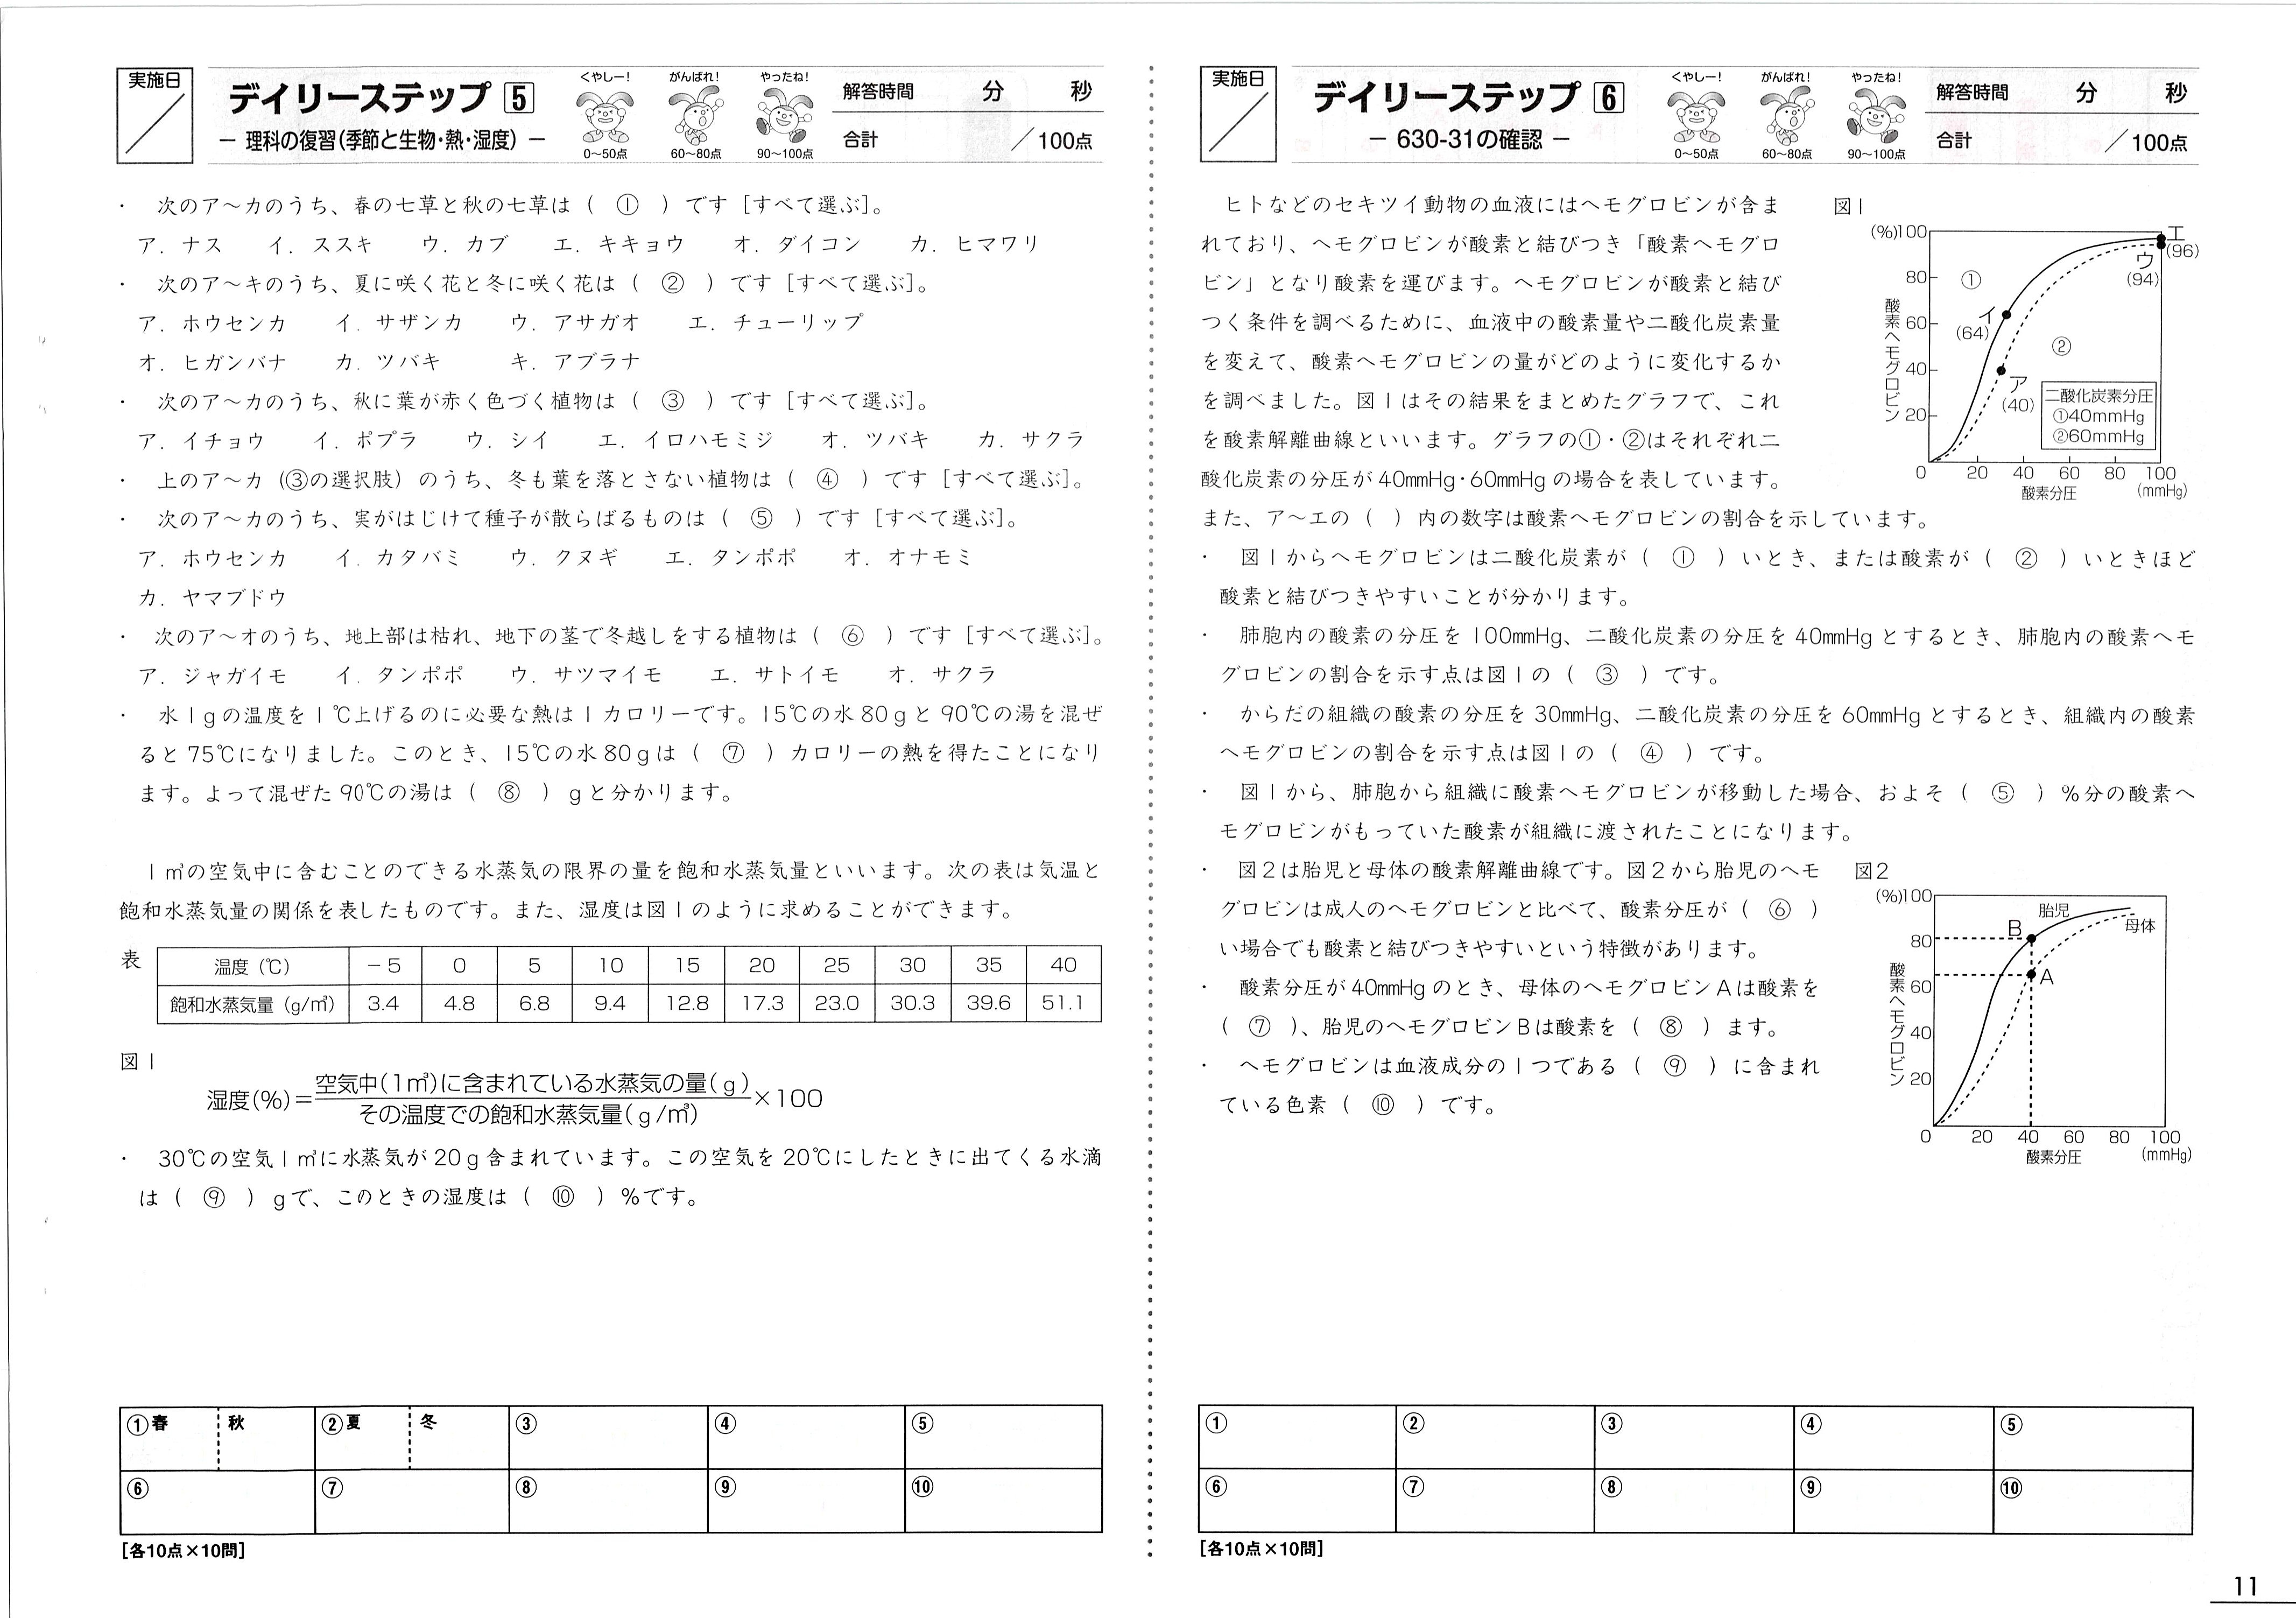 実施日
デイリーステップ 5
－ 理科の復習(季節と生物･熱･湿度) －
くやしー!
0～50点
がんばれ!
60～80点
やったね!
90～100点
解答時間 分 秒
合計 ／100点
・ 次のア～カのうち、春の七草と秋の七草は（ ① ）です［すべて選ぶ］。
ア．ナス イ．ススキ ウ．カブ エ．キキョウ オ．ダイコン カ．ヒマワリ
・ 次のア～キのうち、夏に咲く花と冬に咲く花は（ ② ）です［すべて選ぶ］。
ア．ホウセンカ イ．サザンカ ウ．アサガオ エ．チューリップ
オ．ヒガンバナ カ．ツバキ キ．アブラナ
・ 次のア～カのうち、秋に葉が赤く色づく植物は（ ③ ）です［すべて選ぶ］。
ア．イチョウ イ．ポプラ ウ．シイ エ．イロハモミジ オ．ツバキ カ．サクラ
・ 上のア～カ（③の選択肢）のうち、冬も葉を落とさない植物は（ ④ ）です［すべて選ぶ］。
・ 次のア～カのうち、実がはじけて種子が散らばるものは（ ⑤ ）です［すべて選ぶ］。
ア．ホウセンカ イ．カタバミ ウ．クヌギ エ．タンポポ オ．オナモミ
カ．ヤマブドウ
・ 次のア～オのうち、地上部は枯れ、地下の茎で冬越しをする植物は（ ⑥ ）です［すべて選ぶ］。
ア．ジャガイモ イ．タンポポ ウ．サツマイモ エ．サトイモ オ．サクラ
・ 水1gの温度を1℃上げるのに必要な熱は1カロリーです。15℃の水80gと90℃の湯を混ぜ
ると75℃になりました。このとき、15℃の水80gは（ ⑦ ）カロリーの熱を得たことになり
ます。よって混ぜた90℃の湯は（ ⑧ ）gと分かります。
1㎥の空気中に含むことのできる水蒸気の限界の量を飽和水蒸気量といいます。次の表は気温と
飽和水蒸気量の関係を表したものです。また、湿度は図1のように求めることができます。
表
温度（℃） －5 0 5 10 15 20 25 30 35 40
飽和水蒸気量（g/㎥） 3.4 4.8 6.8 9.4 12.8 17.3 23.0 30.3 39.6 51.1
図1
湿度(%)＝空気中(1㎥)に含まれている水蒸気の量(g)
その温度での飽和水蒸気量(g/㎥)
×100
・ 30℃の空気1㎥に水蒸気が20g含まれています。この空気を20℃にしたときに出てくる水滴
は（ ⑨ ）gで、このときの湿度は（ ⑩ ）％です。
①春 秋 ②夏 冬 ③ ④ ⑤
⑥ ⑦ ⑧ ⑨ ⑩
［各10点×10問］
実施日
デイリーステップ 6
－ 630-31の確認 －
くやしー!
0～50点
がんばれ!
60～80点
やったね!
90～100点
解答時間 分 秒
合計 ／100点
ヒトなどのセキツイ動物の血液にはヘモグロビンが含ま
れており、ヘモグロビンが酸素と結びつき「酸素ヘモグロ
ビン」となり酸素を運びます。ヘモグロビンが酸素と結び
つく条件を調べるために、血液中の酸素量や二酸化炭素量
を変えて、酸素ヘモグロビンの量がどのように変化するか
を調べました。図1はその結果をまとめたグラフで、これ
を酸素解離曲線といいます。グラフの①・②はそれぞれ二
酸化炭素の分圧が40mmHg･60mmHgの場合を表しています。
また、ア～エの（ ）内の数字は酸素ヘモグロビンの割合を示しています。
図1
(%)100
80
60
40
20
0
20 40 60 80 100
酸素分圧 (mmHg)
酸素ヘモグロビン
①
②
エ
(96)
ウ
(94)
イ
(64)
ア
(40)
二酸化炭素分圧
①40mmHg
②60mmHg
・ 図1からヘモグロビンは二酸化炭素が（ ① ）いとき、または酸素が（ ② ）いときほど
酸素と結びつきやすいことが分かります。
・ 肺胞内の酸素の分圧を100mmHg、二酸化炭素の分圧を40mmHgとするとき、肺胞内の酸素ヘモ
グロビンの割合を示す点は図1の（ ③ ）です。
・ からだの組織の酸素の分圧を30mmHg、二酸化炭素の分圧を60mmHgとするとき、組織内の酸素
ヘモグロビンの割合を示す点は図1の（ ④ ）です。
・ 図1から、肺胞から組織に酸素ヘモグロビンが移動した場合、およそ（ ⑤ ）％分の酸素ヘ
モグロビンがもっていた酸素が組織に渡されたことになります。
・ 図2は胎児と母体の酸素解離曲線です。図2から胎児のヘモ
グロビンは成人のヘモグロビンと比べて、酸素分圧が（ ⑥ ）
い場合でも酸素と結びつきやすいという特徴があります。
・ 酸素分圧が40mmHgのとき、母体のヘモグロビンAは酸素を
（ ⑦ ）、胎児のヘモグロビンBは酸素を（ ⑧ ）ます。
・ ヘモグロビンは血液成分の1つである（ ⑨ ）に含まれ
ている色素（ ⑩ ）です。
図2
(%)100
80
60
40
20
0
20 40 60 80 100
酸素分圧 (mmHg)
酸素ヘモグロビン
胎児
母体
B
A
① ② ③ ④ ⑤
⑥ ⑦ ⑧ ⑨ ⑩
［各10点×10問］
11